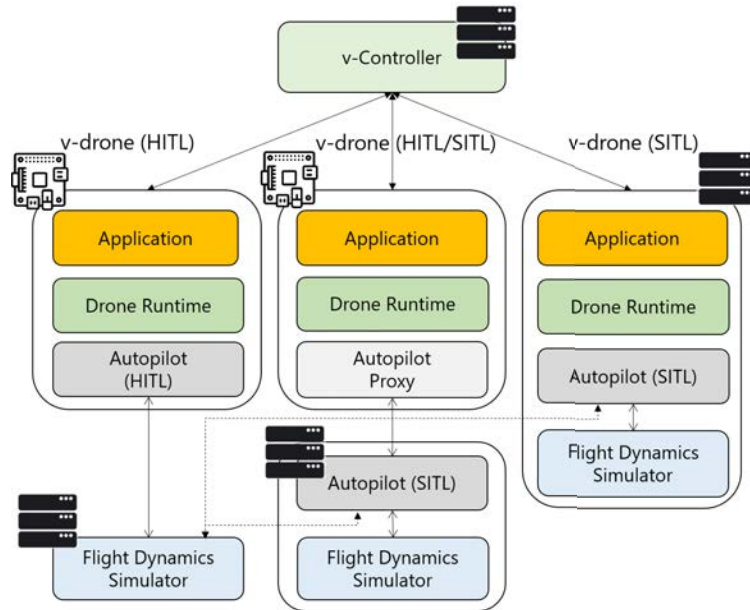 v-Controller
v-drone (HITL)
v-drone (HITL/SITL)
v-drone (SITL)
Application
Drone Runtime
Autopilot
(HITL)
Application
Drone Runtime
Autopilot
Proxy
Application
Drone Runtime
Autopilot (SITL)
Flight Dynamics
Simulator
Autopilot (SITL)
Flight Dynamics
Simulator
Flight Dynamics
Simulator